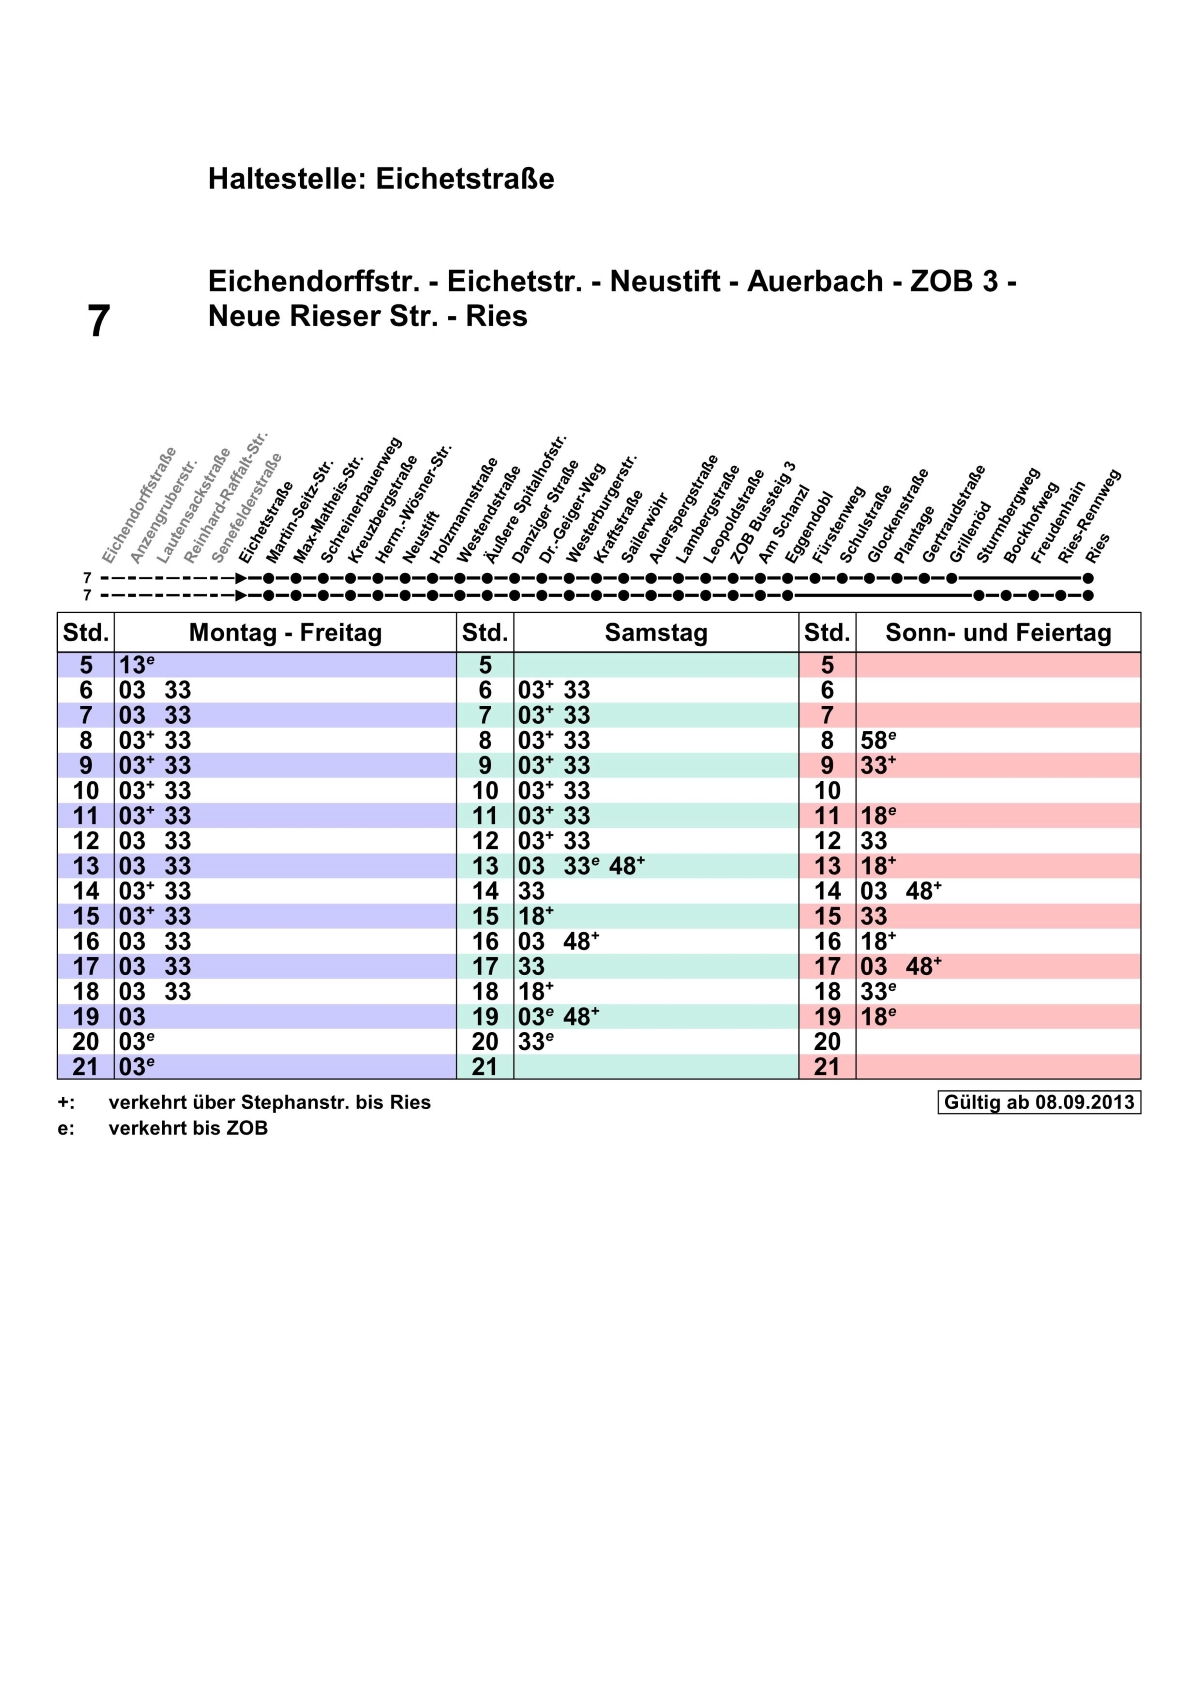 Haltestelle: Eichetstraße
7
Eichendorffstr. - Eichetstr. - Neustift - Auerbach - ZOB 3 -
Neue Rieser Str. - Ries
Eichendorffstraße
Anzengruberstr.
Lautensackstraße
Reinhard-Raffalt-Str.
Senefelderstraße
Eichetstraße
Martin-Seitz-Str.
Max-Matheis-Str.
Schreinerbauerweg
Kreuzbergstraße
Herm.-Wösner-Str.
Neustift
Holzmannstraße
Westendstraße
Äußere Spitalhofstr.
Danziger Straße
Dr.-Geiger-Weg
Westerburgerstr.
Kraftstraße
Sailerwöhr
Auerspergstraße
Lambergstraße
Leopoldstraße
ZOB Bussteig 3
Am Schanzl
Eggendobl
Fürstenweg
Schulstraße
Glockenstraße
Plantage
Gertraudstraße
Grillenöd
Sturmbergweg
Bockhofweg
Freudenhain
Ries-Rennweg
Ries
7
7
Std. Montag - Freitag Std. Samstag Std. Sonn- und Feiertag
5 13e 5 5
6 03 33 6 03+ 33 6
7 03 33 7 03+ 33 7
8 03+ 33 8 03+ 33 8 58e
9 03+ 33 9 03+ 33 9 33+
10 03+ 33 10 03+ 33 10
11 03+ 33 11 03+ 33 11 18e
12 03 33 12 03+ 33 12 33
13 03 33 13 03 33e 48+ 13 18+
14 03+ 33 14 33 14 03 48+
15 03+ 33 15 18+ 15 33
16 03 33 16 03 48+ 16 18+
17 03 33 17 33 17 03 48+
18 03 33 18 18+ 18 33e
19 03 19 03e 48+ 19 18e
20 03e 20 33e 20
21 03e 21 21
+: verkehrt über Stephanstr. bis Ries
Gültig ab 08.09.2013
e: verkehrt bis ZOB